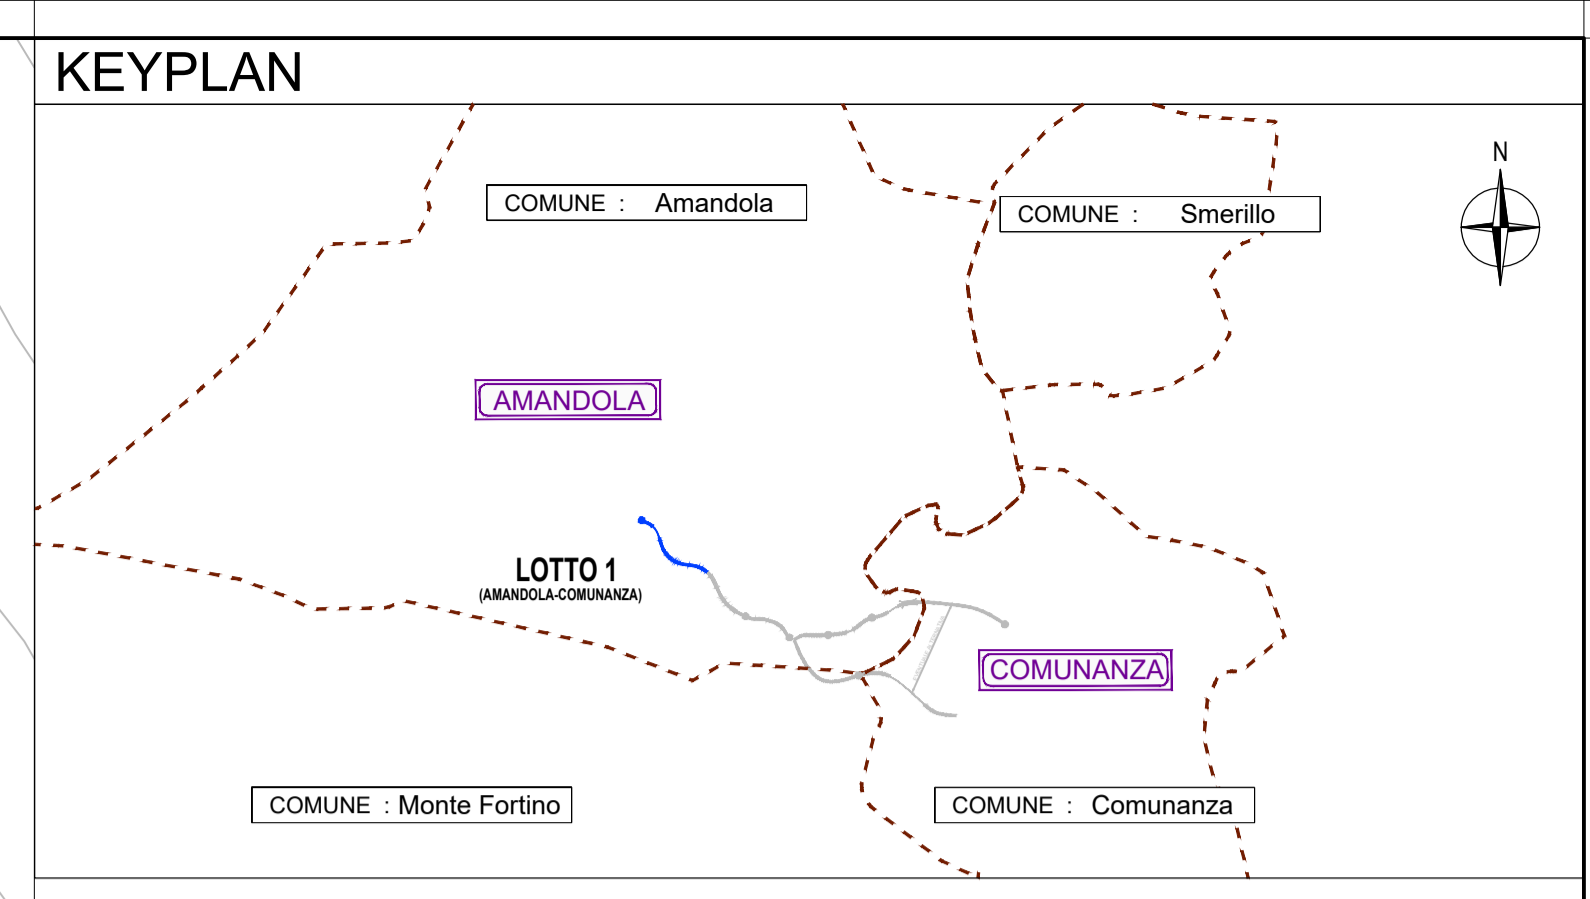 KEYPLAN
N
COMUNE : Amandola
COMUNE : Smerillo
AMANDOLA
LOTTO 1
(AMANDOLA-COMUNANZA)
COMUNANZA
COMUNE : Monte Fortino
COMUNE : Comunanza